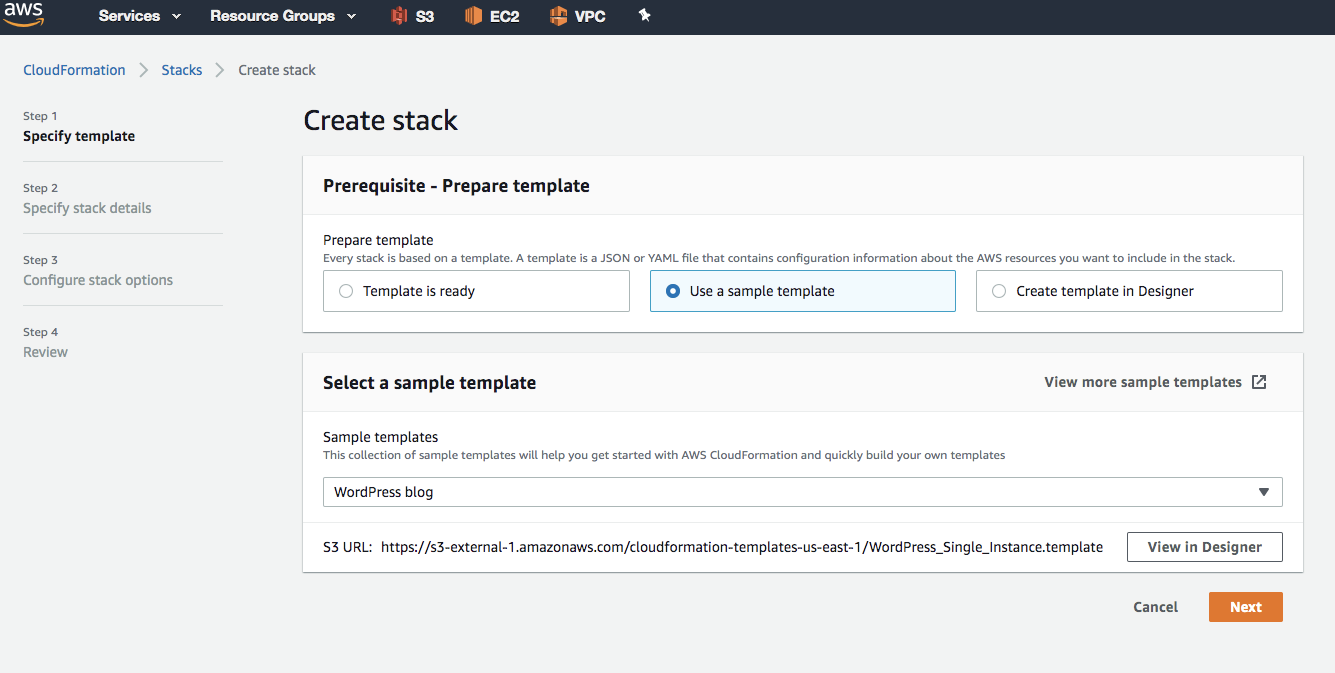 aws Services Resource Groups S3 EC2 VPC
CloudFormation Stacks Create stack
Step 1
Specify template
Step 2
Specify stack details
Step 3
Configure stack options
Step 4
Review
Create stack
Prerequisite - Prepare template
Prepare template
Every stack is based on a template. A template is a JSON or YAML file that contains configuration information about the AWS resources you want to include in the stack.
Template is ready Use a sample template Create template in Designer
Select a sample template View more sample templates
Sample templates
This collection of sample templates will help you get started with AWS CloudFormation and quickly build your own templates
WordPress blog
S3 URL: https://s3-external-1.amazonaws.com/cloudformation-templates-us-east-1/WordPress_Single_Instance.template View in Designer
Cancel Next